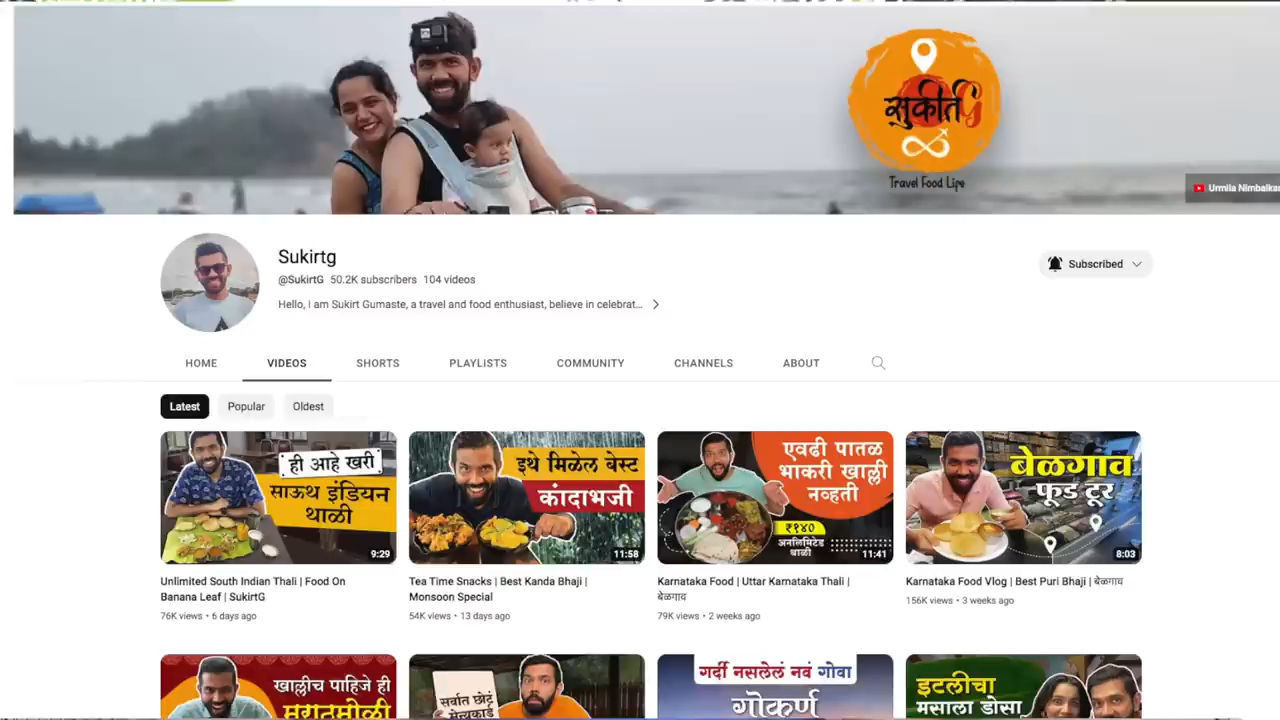 सुकीर्तG
Travel Food Life
Urmila Nimbalkar
Sukirtg
@SukirtG 50.2K subscribers 104 videos
Hello, I am Sukirt Gumaste, a travel and food enthusiast, believe in celebrat...
Subscribed
HOME VIDEOS SHORTS PLAYLISTS COMMUNITY CHANNELS ABOUT
Latest Popular Oldest
ही आहे खरी
साऊथ इंडियन
थाळी
9:29
इथे मिळेल बेस्ट
कांदाभजी
11:58
एवढी पातळ
भाकरी खाल्ली
नव्हती
₹१४०
अनलिमिटेड
थाळी
11:41
बेळगाव
फूड टूर
8:03
Unlimited South Indian Thali | Food On
Banana Leaf | SukirtG
76K views • 6 days ago
Tea Time Snacks | Best Kanda Bhaji |
Monsoon Special
54K views • 13 days ago
Karnataka Food | Uttar Karnataka Thali |
बेळगाव
79K views • 2 weeks ago
Karnataka Food Vlog | Best Puri Bhaji | बेळगाव
156K views • 3 weeks ago
खाल्लीच पाहिजे ही
सर्वात छोटं
मेन्यूकार्ड
गर्दी नसलेलं नवं गोवा
गोकर्ण
इटलीचा
मसाला डोसा